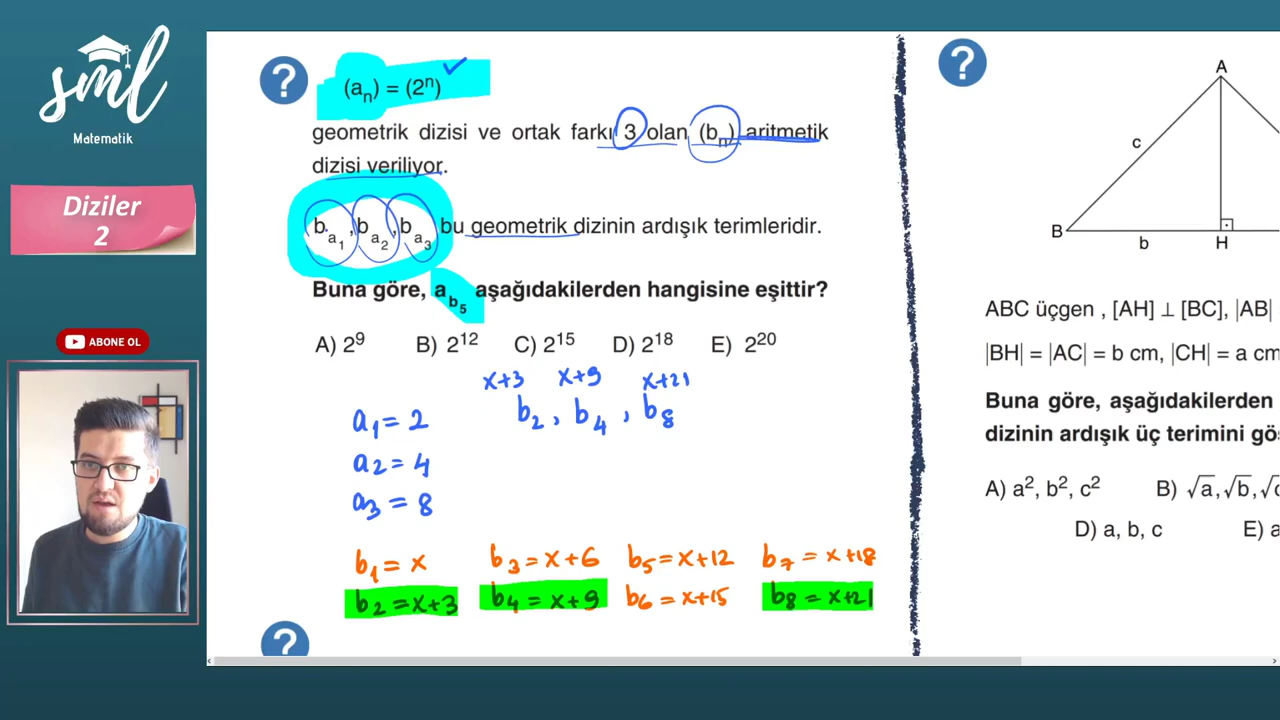 sml
Matematik
Diziler
2
ABONE OL
?
(aₙ) = (2ⁿ)
geometrik dizisi ve ortak farkı 3 olan (bₙ) aritmetik
dizisi veriliyor.
b_{a₁}, b_{a₂}, b_{a₃} bu geometrik dizinin ardışık terimleridir.
Buna göre, a_{b₅} aşağıdakilerden hangisine eşittir?
A) 2⁹ B) 2¹² C) 2¹⁵ D) 2¹⁸ E) 2²⁰
x+3 x+9 x+21
b₂, b₄, b₈
a₁ = 2
a₂ = 4
a₃ = 8
b₁ = x b₃ = x+6 b₅ = x+12 b₇ = x+18
b₂ = x+3 b₄ = x+9 b₆ = x+15 b₈ = x+21
?
?
A
c
B
b
H
ABC üçgen , [AH] ⊥ [BC], |AB|
|BH| = |AC| = b cm, |CH| = a cm
Buna göre, aşağıdakilerden
dizinin ardışık üç terimini gös
A) a², b², c² B) √a, √b, √c
D) a, b, c E) a